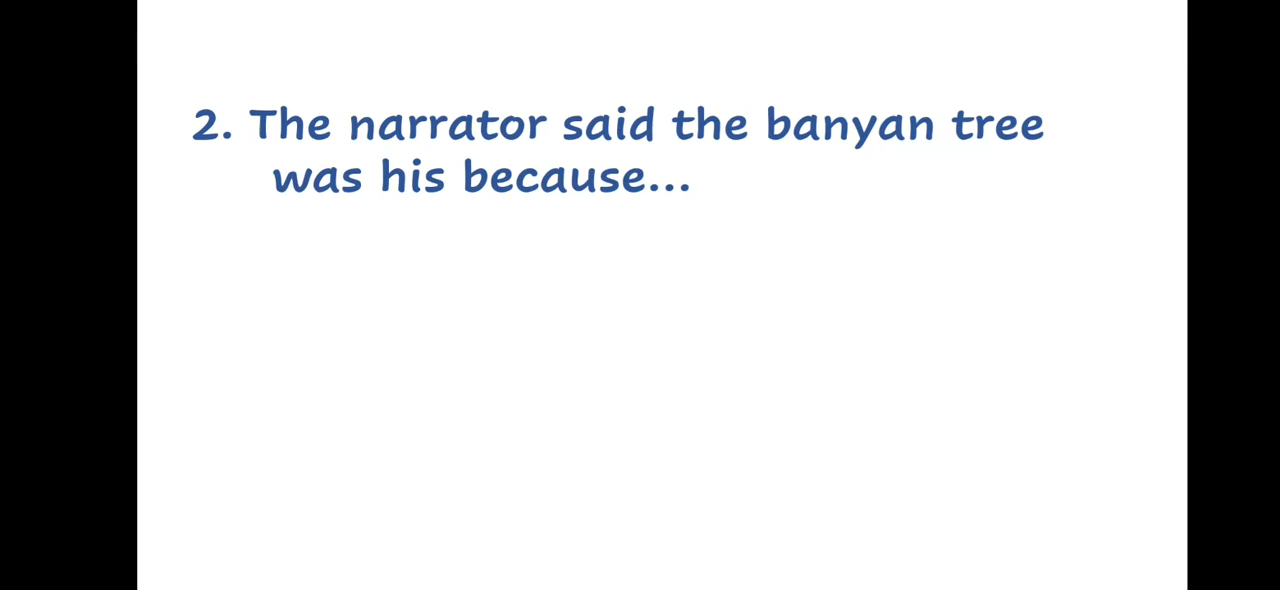 2. The narrator said the banyan tree
was his because...